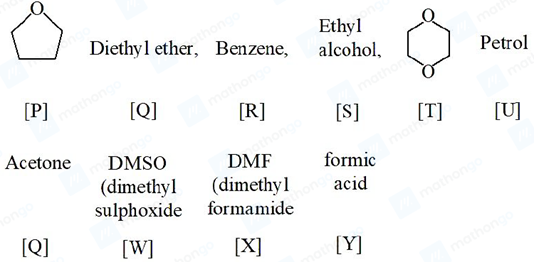 O
Diethyl ether, Benzene, Ethyl alcohol, O O Petrol
[P] [Q] [R] [S] [T] [U]
Acetone DMSO (dimethyl sulphoxide DMF (dimethyl formamide formic acid
[Q] [W] [X] [Y]